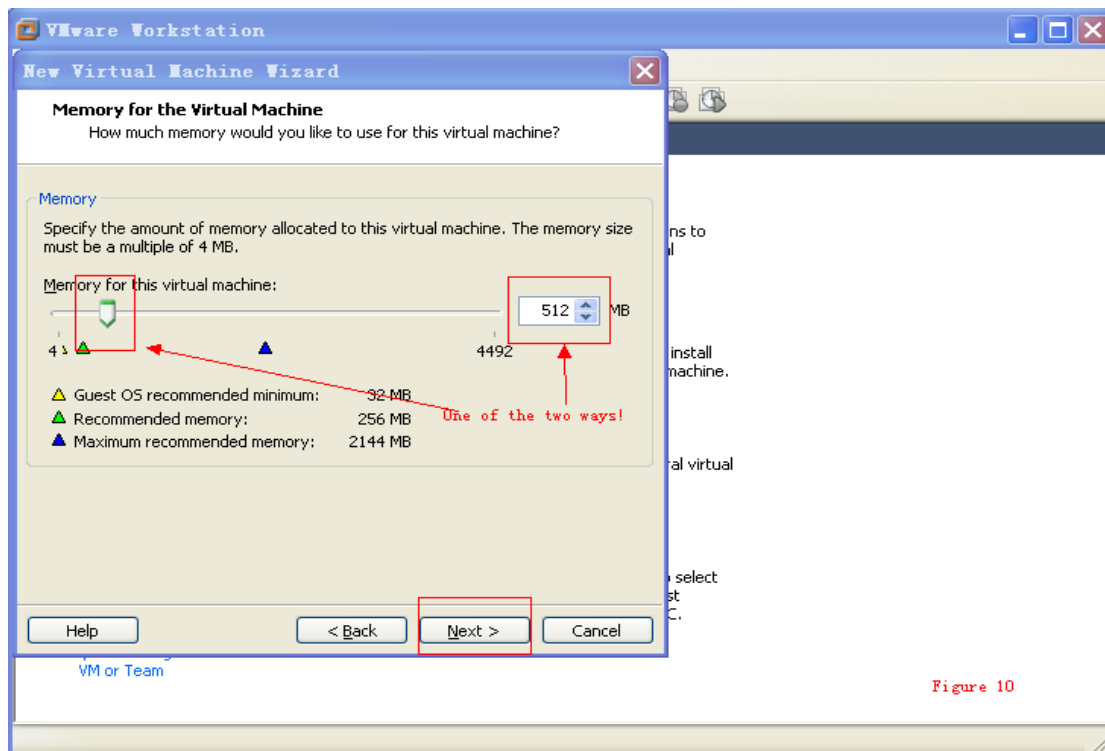 VMware Workstation
New Virtual Machine Wizard
Memory for the Virtual Machine
How much memory would you like to use for this virtual machine?
Memory
Specify the amount of memory allocated to this virtual machine. The memory size
must be a multiple of 4 MB.
ns to
Memory for this virtual machine:
512 MB
4 4492
install
machine.
Guest OS recommended minimum: 32 MB
Recommended memory: 256 MB
One of the two ways!
Maximum recommended memory: 2144 MB
ral virtual
select
st
C.
Help < Back Next > Cancel
VM or Team
Figure 10